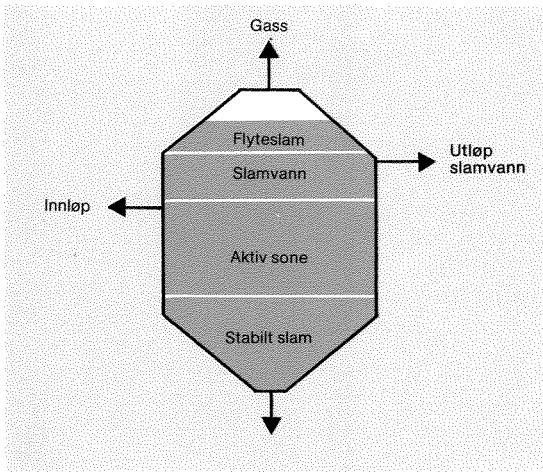 Gass
Flyteslam
Slamvann
Utløp
slamvann
Innløp
Aktiv sone
Stabilt slam